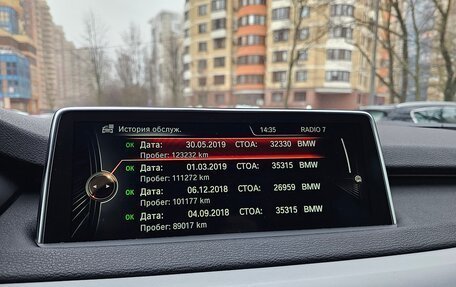 История обслуж. 14:35 RADIO 7
OK Дата: 30.05.2019 СТОА: 32330 BMW
Пробег: 123232 km
OK Дата: 01.03.2019 СТОА: 35315 BMW
Пробег: 111272 km
OK Дата: 06.12.2018 СТОА: 26959 BMW
Пробег: 101177 km
OK Дата: 04.09.2018 СТОА: 35315 BMW
Пробег: 89017 km